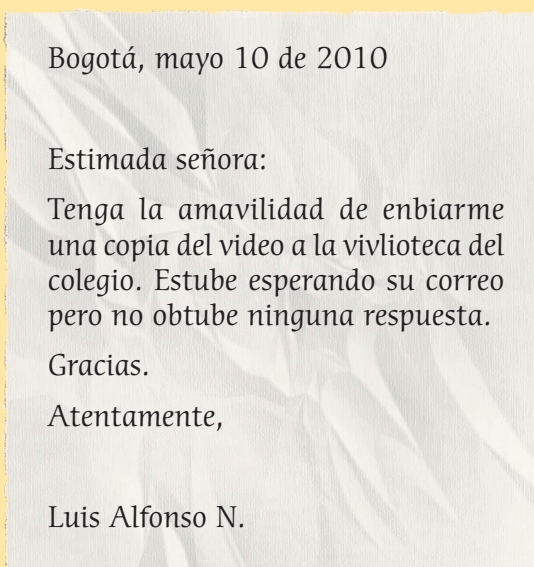 Bogotá, mayo 10 de 2010
Estimada señora:
Tenga la amavilidad de enbiarme
una copia del video a la vivlioteca del
colegio. Estube esperando su correo
pero no obtube ninguna respuesta.
Gracias.
Atentamente,
Luis Alfonso N.